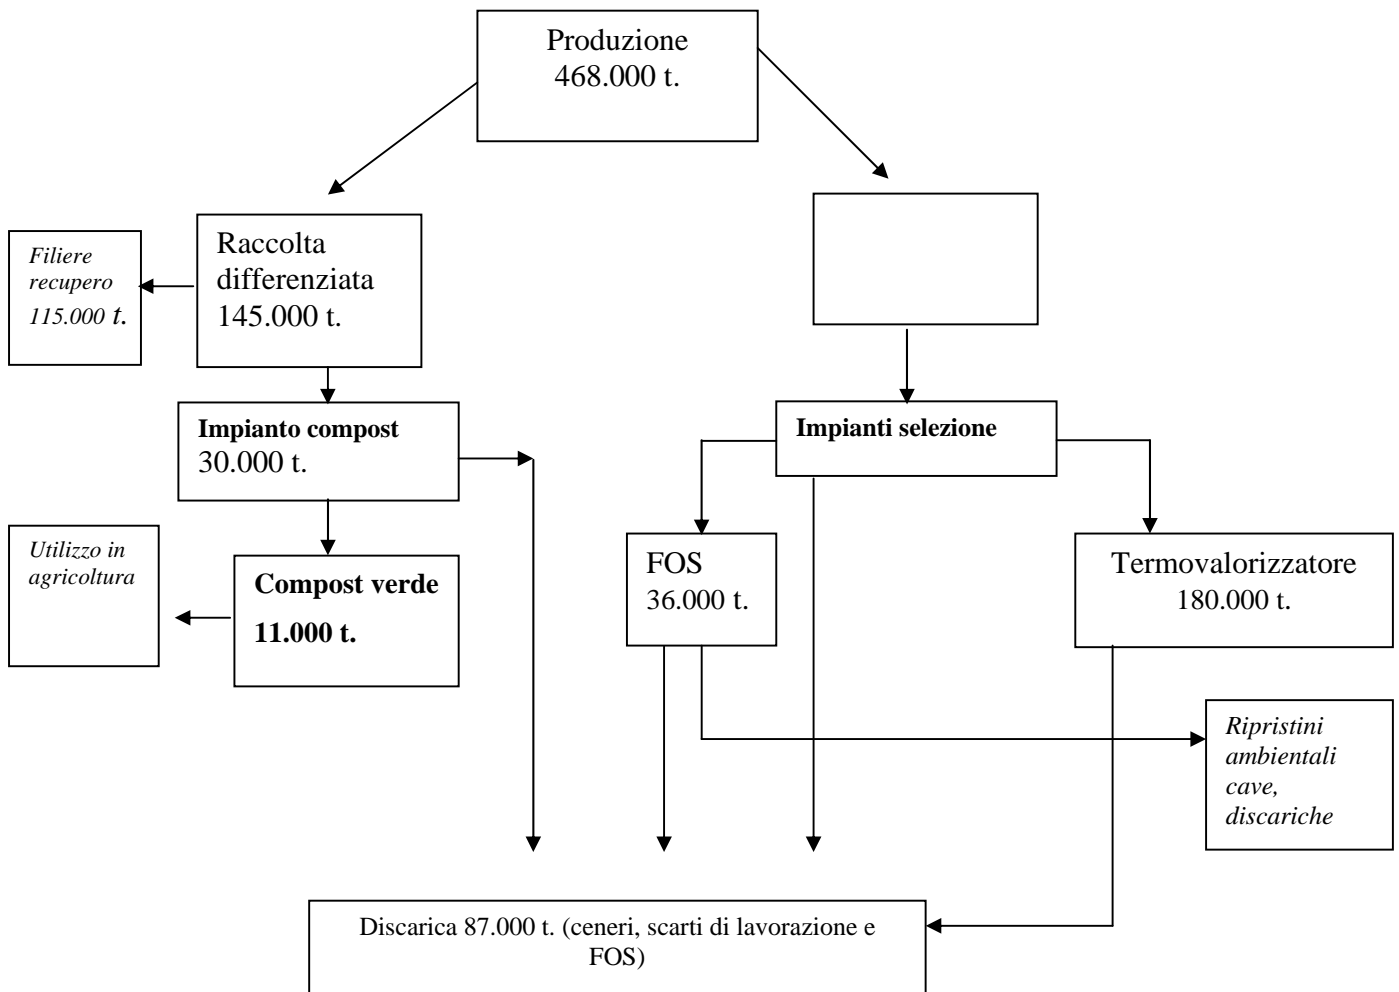 Produzione
468.000 t.
Filiere
recupero
115.000 t.
Raccolta
differenziata
145.000 t.
Impianto compost
30.000 t.
Impianti selezione
Utilizzo in
agricoltura
Compost verde
11.000 t.
FOS
36.000 t.
Termovalorizzatore
180.000 t.
Ripristini
ambientali
cave,
discariche
Discarica 87.000 t. (ceneri, scarti di lavorazione e
FOS)